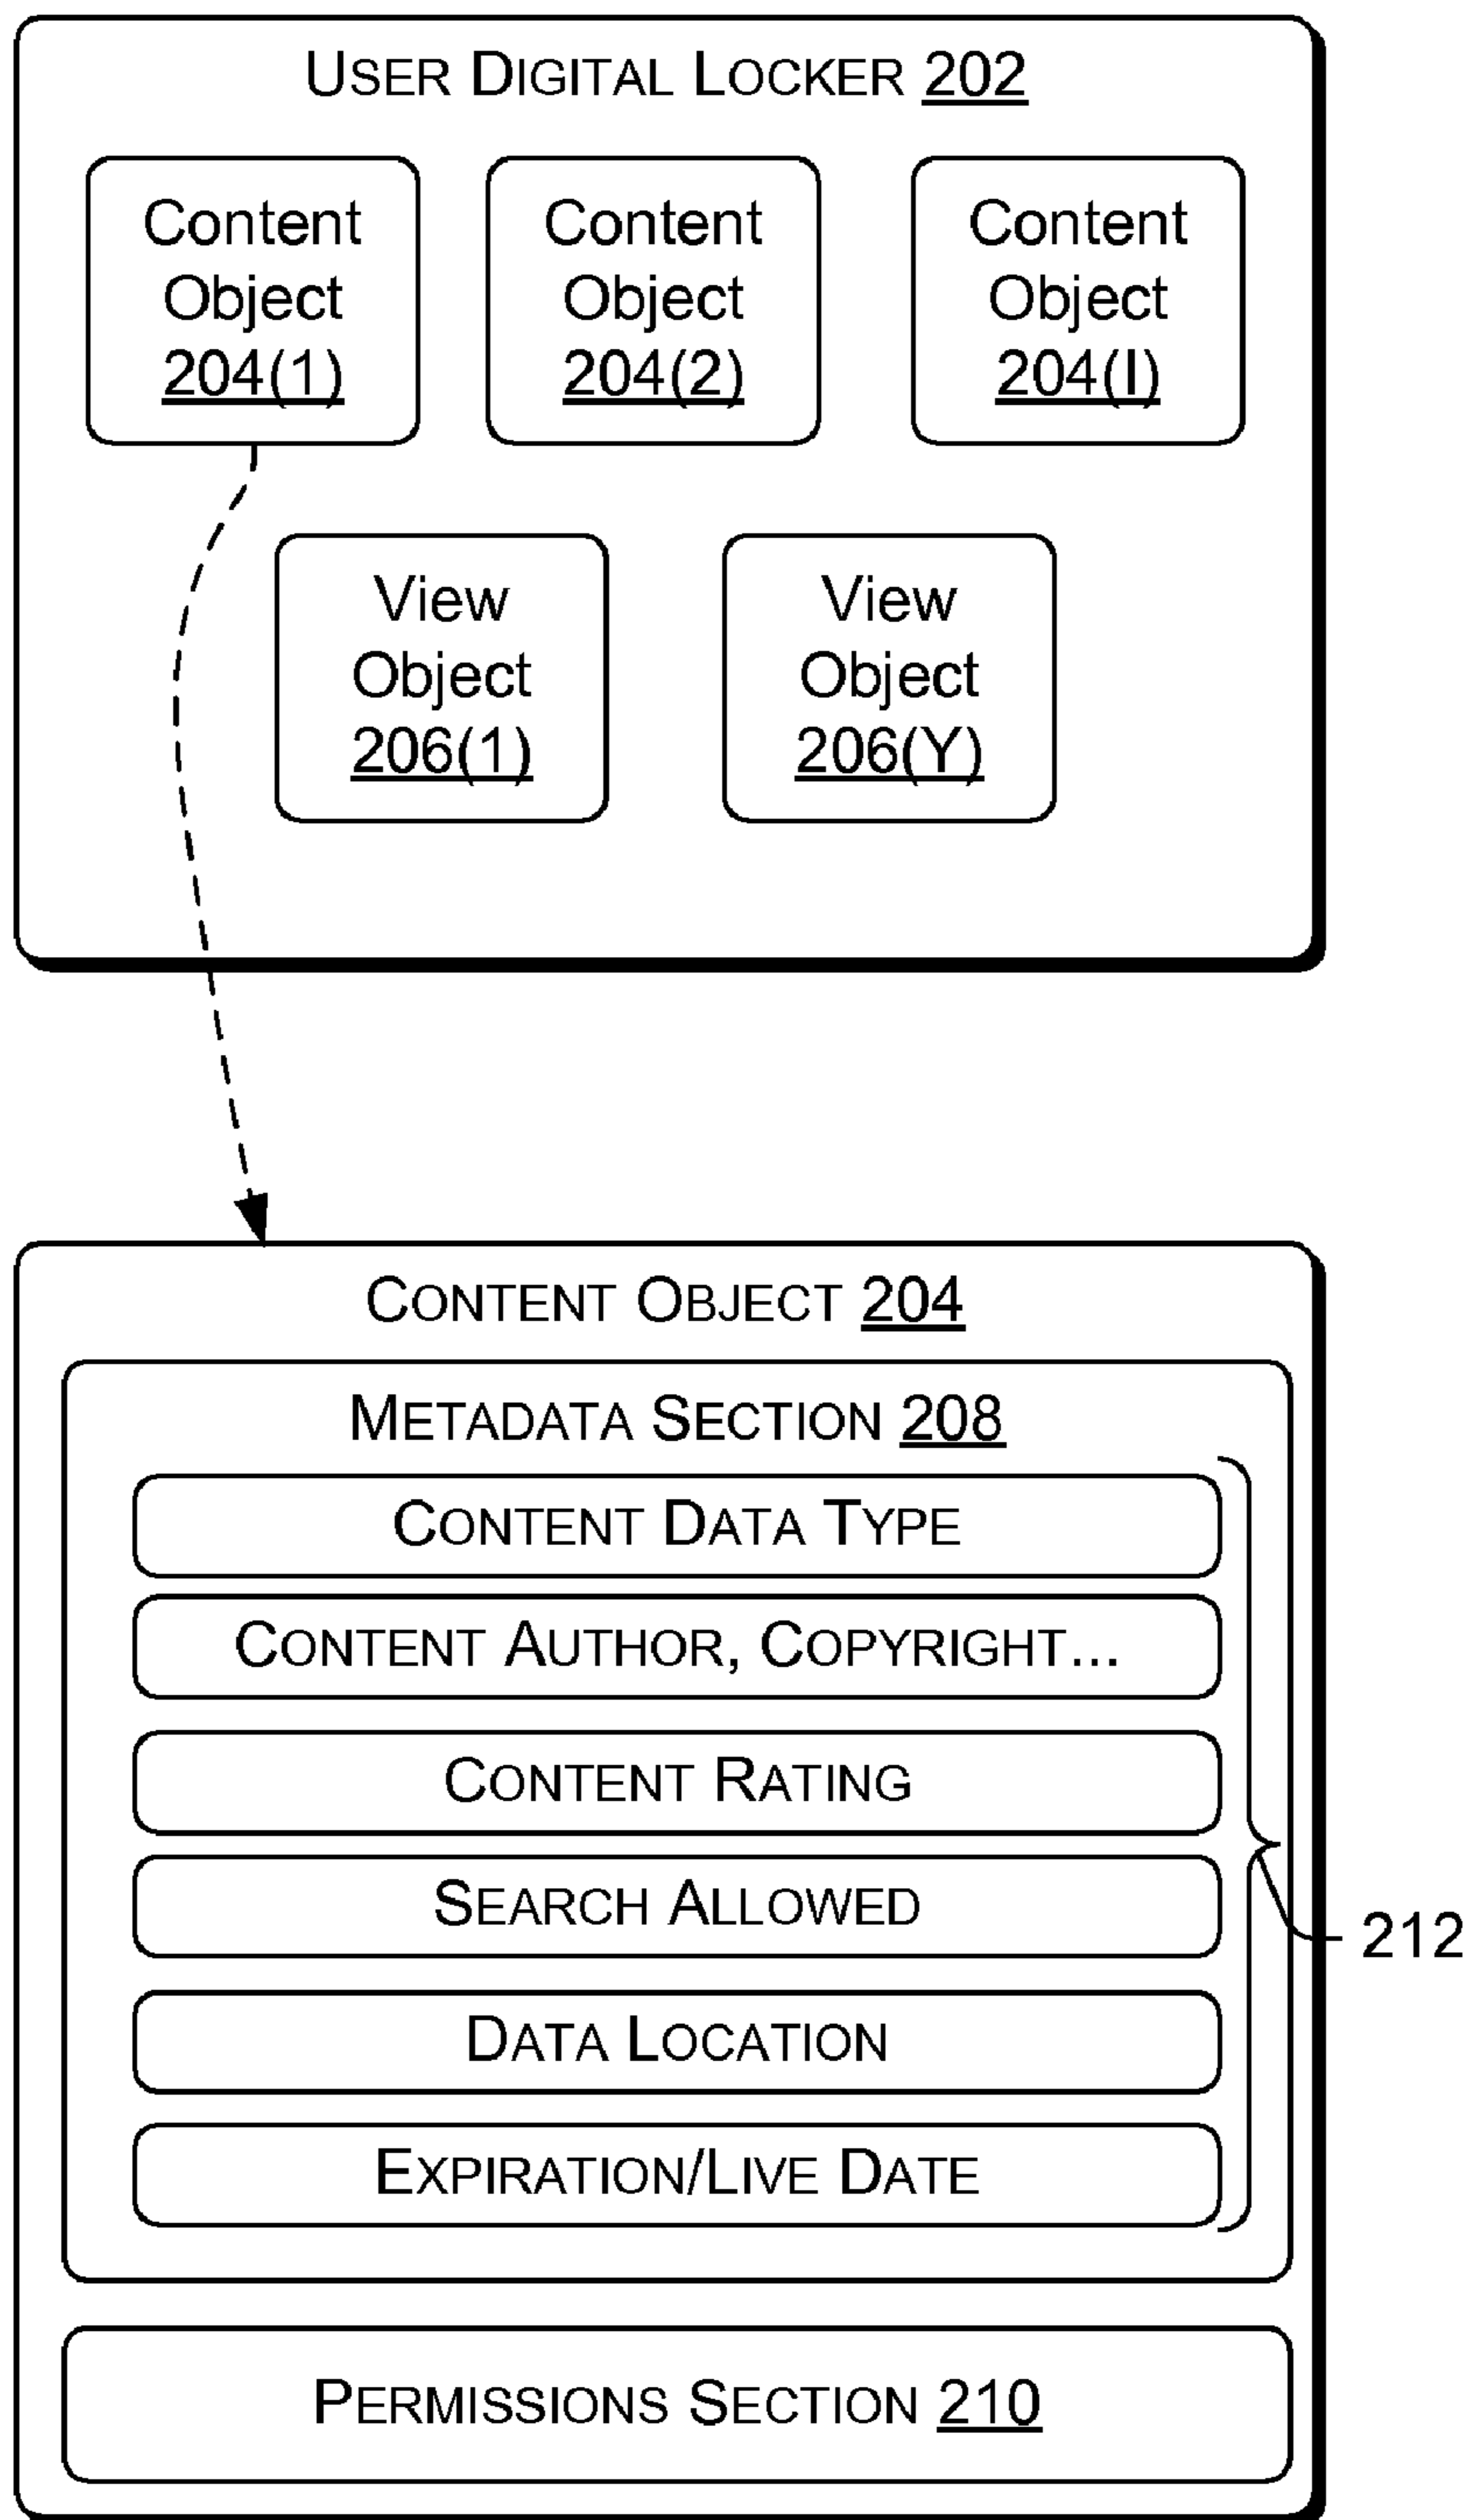 USER DIGITAL LOCKER 202
Content
Object
204(1)
Content
Object
204(2)
Content
Object
204(I)
View
Object
206(1)
View
Object
206(Y)
CONTENT OBJECT 204
METADATA SECTION 208
CONTENT DATA TYPE
CONTENT AUTHOR, COPYRIGHT...
CONTENT RATING
SEARCH ALLOWED
212
DATA LOCATION
EXPIRATION/LIVE DATE
PERMISSIONS SECTION 210